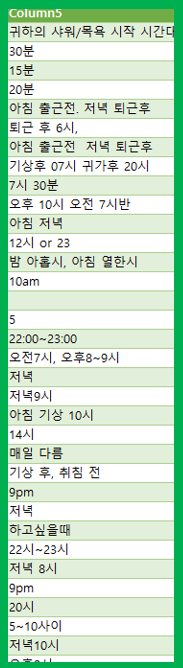 Column5
귀하의 샤워/목욕 시작 시간대
30분
15분
20분
아침 출근전. 저녁 퇴근후
퇴근 후 6시,
아침 출근전 저녁 퇴근후
기상후 07시 귀가후 20시
7시 30분
오후 10시 오전 7시반
아침 저녁
12시 or 23
밤 아홉시, 아침 열한시
10am
5
22:00~23:00
오전7시, 오후8~9시
저녁
저녁9시
아침 기상 10시
14시
매일 다름
기상 후, 취침 전
9pm
저녁
하고싶을때
22시~23시
저녁 8시
9pm
20시
5~10사이
저녁10시